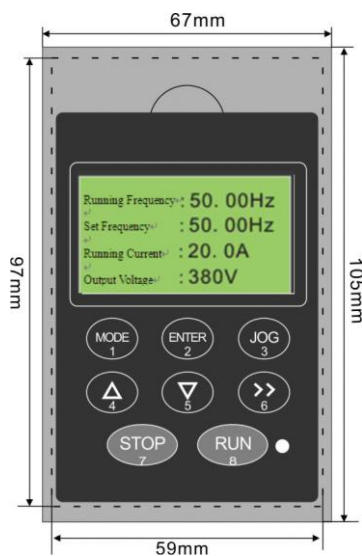 67mm
97mm
105mm
Running Frequency : 50. 00Hz
Set Frequency : 50. 00Hz
Running Current : 20. 0A
Output Voltage : 380V
MODE ENTER JOG
1 2 3
4 5 6
STOP RUN
7 8
59mm